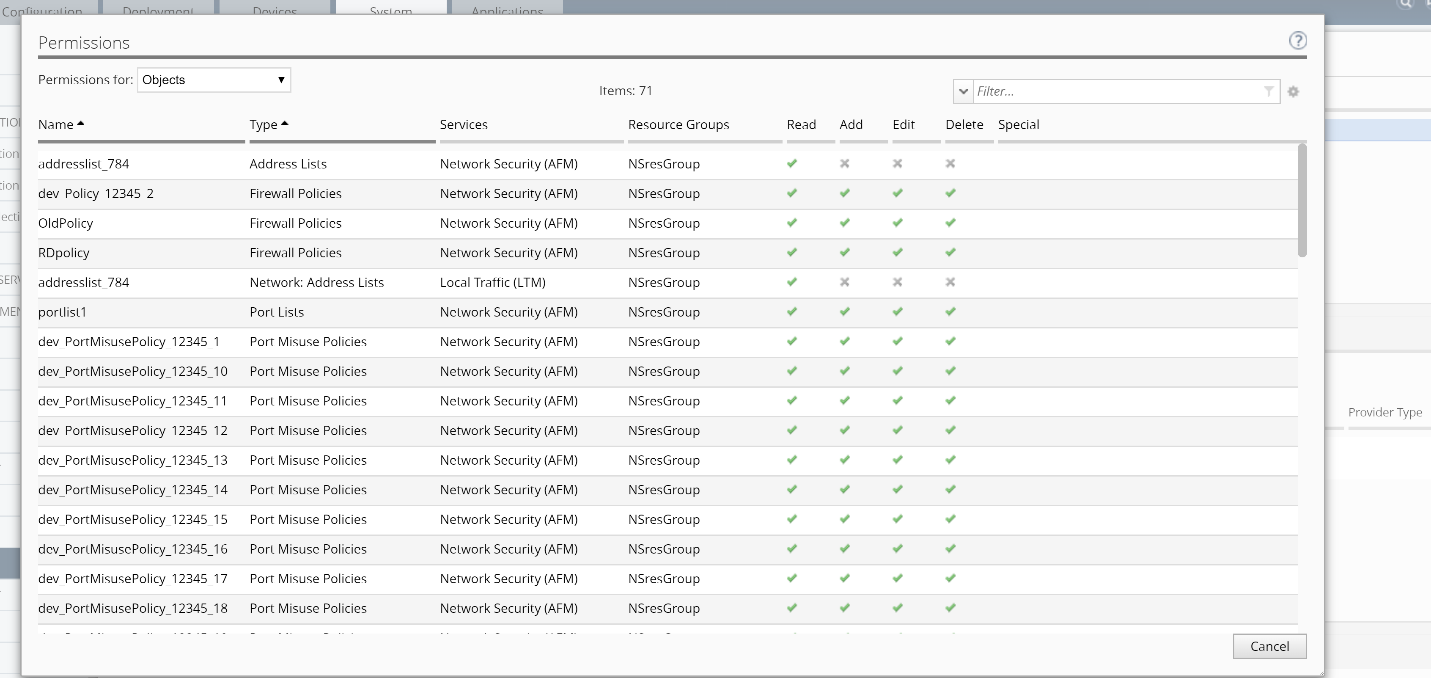 Configuration Deployment Devices System Applications
Permissions
?
Permissions for: Objects
Items: 71
Filter...
Name Type Services Resource Groups Read Add Edit Delete Special
addresslist_784 Address Lists Network Security (AFM) NSresGroup
dev_Policy_12345_2 Firewall Policies Network Security (AFM) NSresGroup
OldPolicy Firewall Policies Network Security (AFM) NSresGroup
RDpolicy Firewall Policies Network Security (AFM) NSresGroup
addresslist_784 Network: Address Lists Local Traffic (LTM) NSresGroup
portlist1 Port Lists Network Security (AFM) NSresGroup
dev_PortMisusePolicy_12345_1 Port Misuse Policies Network Security (AFM) NSresGroup
dev_PortMisusePolicy_12345_10 Port Misuse Policies Network Security (AFM) NSresGroup
dev_PortMisusePolicy_12345_11 Port Misuse Policies Network Security (AFM) NSresGroup
dev_PortMisusePolicy_12345_12 Port Misuse Policies Network Security (AFM) NSresGroup
Provider Type
dev_PortMisusePolicy_12345_13 Port Misuse Policies Network Security (AFM) NSresGroup
dev_PortMisusePolicy_12345_14 Port Misuse Policies Network Security (AFM) NSresGroup
dev_PortMisusePolicy_12345_15 Port Misuse Policies Network Security (AFM) NSresGroup
dev_PortMisusePolicy_12345_16 Port Misuse Policies Network Security (AFM) NSresGroup
dev_PortMisusePolicy_12345_17 Port Misuse Policies Network Security (AFM) NSresGroup
dev_PortMisusePolicy_12345_18 Port Misuse Policies Network Security (AFM) NSresGroup
Cancel